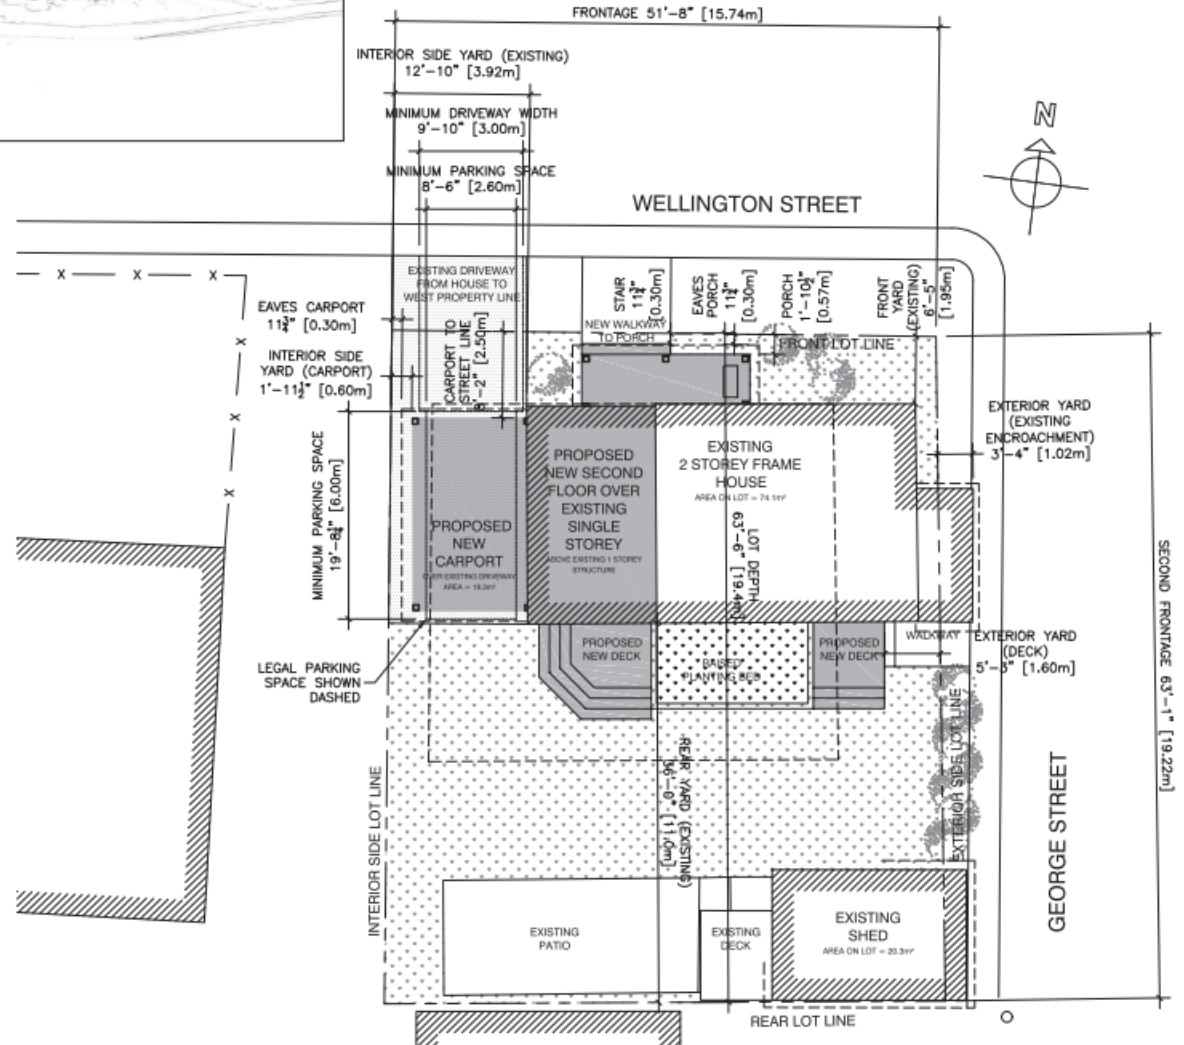 FRONTAGE 51'-8" [15.74m]
INTERIOR SIDE YARD (EXISTING)
12'-10" [3.92m]
MINIMUM DRIVEWAY WIDTH
9'-10" [3.00m]
MINIMUM PARKING SPACE
8'-6" [2.60m]
N
WELLINGTON STREET
EXISTING DRIVEWAY
FROM HOUSE TO
WEST PROPERTY LINE
EAVES CARPORT
11¾" [0.30m]
INTERIOR SIDE
YARD (CARPORT)
1'-11½" [0.60m]
CARPORT TO
STREET LINE
'-2" [2.50m]
STAIR
11¾"
[0.30m]
EAVES
PORCH
11¾"
[0.30m]
PORCH
1'-10½"
[0.57m]
FRONT
YARD
(EXISTING)
6'-5"
[1.95m]
NEW WALKWAY
TO PORCH
FRONT LOT LINE
EXTERIOR YARD
(EXISTING
ENCROACHMENT)
3'-4" [1.02m]
MINIMUM PARKING SPACE
19'-8¼" [6.00m]
PROPOSED
NEW
CARPORT
OVER EXISTING DRIVEWAY
AREA = 18.3m²
PROPOSED
NEW SECOND
FLOOR OVER
EXISTING
SINGLE
STOREY
ABOVE EXISTING 1 STOREY
STRUCTURE
EXISTING
2 STOREY FRAME
HOUSE
AREA ON LOT = 74.1m²
LOT DEPTH
63'-6" [19.4m]
SECOND FRONTAGE 63'-1" [19.22m]
LEGAL PARKING
SPACE SHOWN
DASHED
PROPOSED
NEW DECK
RAISED
PLANTING BED
PROPOSED
NEW DECK
WALKWAY
EXTERIOR YARD
(DECK)
5'-3" [1.60m]
INTERIOR SIDE LOT LINE
REAR YARD (EXISTING)
36'-0" [11.0m]
EXTERIOR SIDE LOT LINE
GEORGE STREET
EXISTING
PATIO
EXISTING
DECK
EXISTING
SHED
AREA ON LOT = 20.3m²
REAR LOT LINE